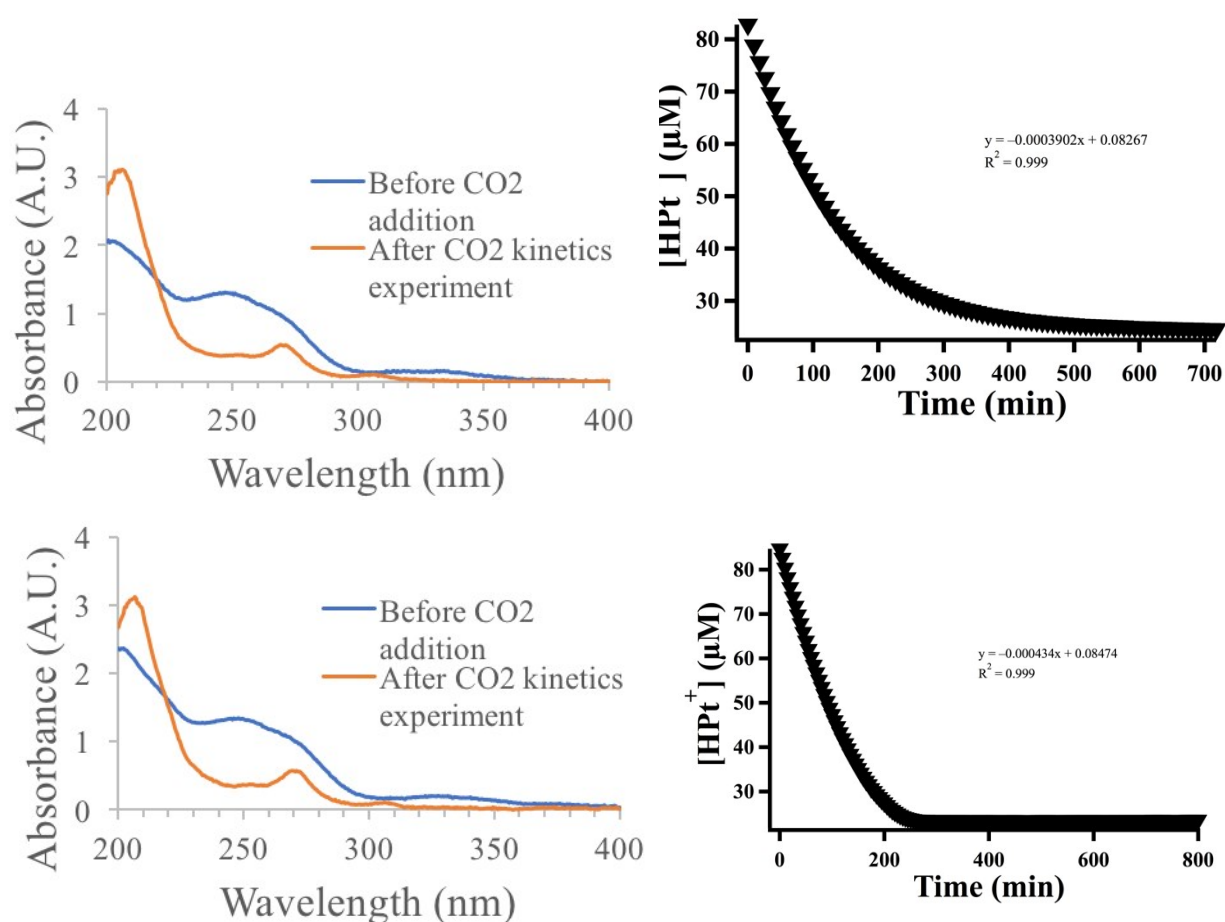 4
3
2
1
0
Absorbance (A.U.)
Before CO2
addition
After CO2 kinetics
experiment
200 250 300 350 400
Wavelength (nm)
80
70
60
50
40
30
[HPt ] (µM)
y = –0.0003902x + 0.08267
R² = 0.999
0 100 200 300 400 500 600 700
Time (min)
4
3
2
1
0
Absorbance (A.U.)
Before CO2
addition
After CO2 kinetics
experiment
200 250 300 350 400
Wavelength (nm)
80
70
60
50
40
30
[HPt⁺] (µM)
y = –0.000434x + 0.08474
R² = 0.999
0 200 400 600 800
Time (min)